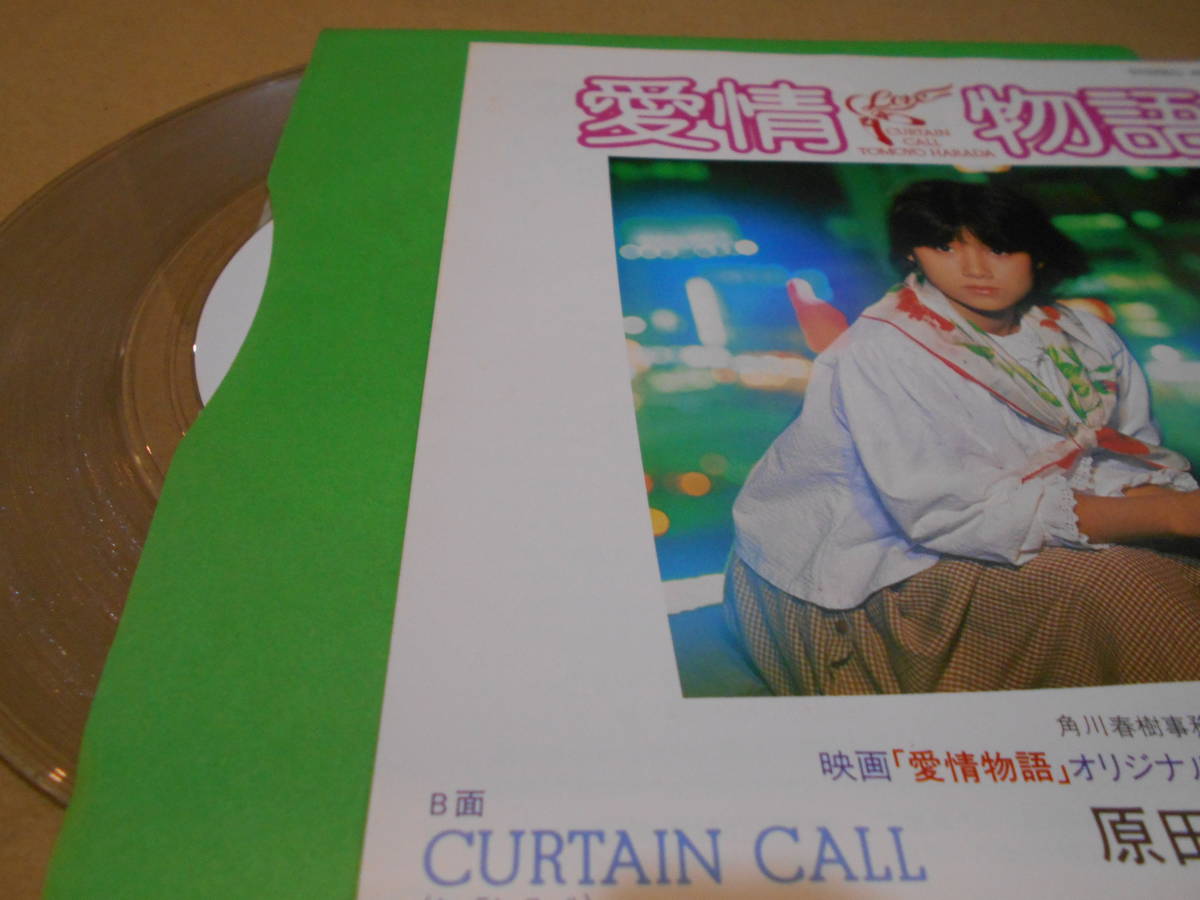 愛情物語
CURTAIN
CALL
TOMOYO HARADA
角川春樹事
映画「愛情物語」オリジナル
B面
CURTAIN CALL
原田